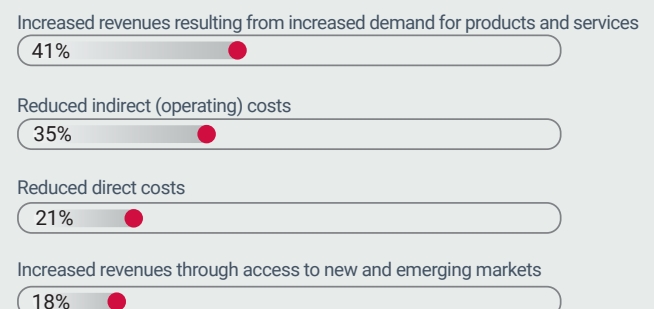 Increased revenues resulting from increased demand for products and services
41%
Reduced indirect (operating) costs
35%
Reduced direct costs
21%
Increased revenues through access to new and emerging markets
18%